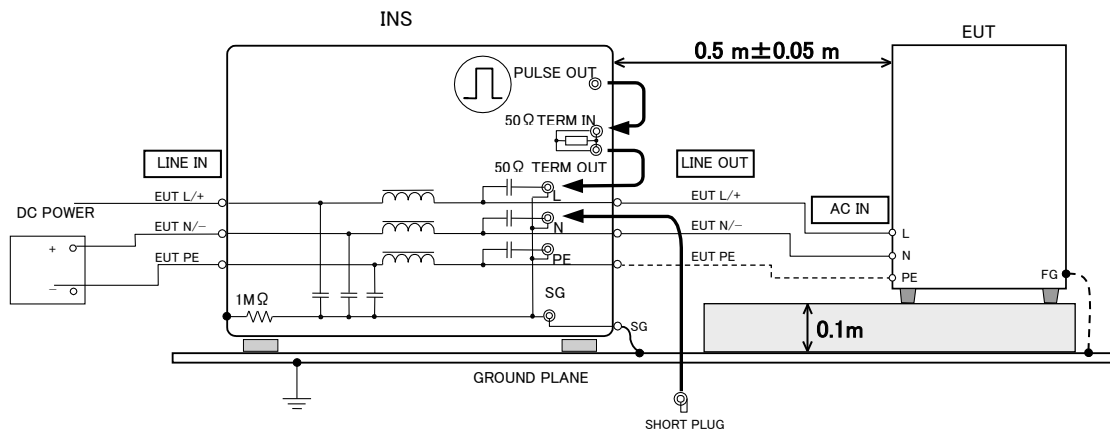 INS
EUT
0.5 m±0.05 m
PULSE OUT
50Ω TERM IN
50Ω TERM OUT
LINE IN
LINE OUT
EUT L/+
L
EUT L/+
AC IN
DC POWER
L
+
EUT N/−
N
EUT N/−
N
−
EUT PE
PE
EUT PE
PE
FG
1MΩ
SG
SG
0.1m
GROUND PLANE
SHORT PLUG